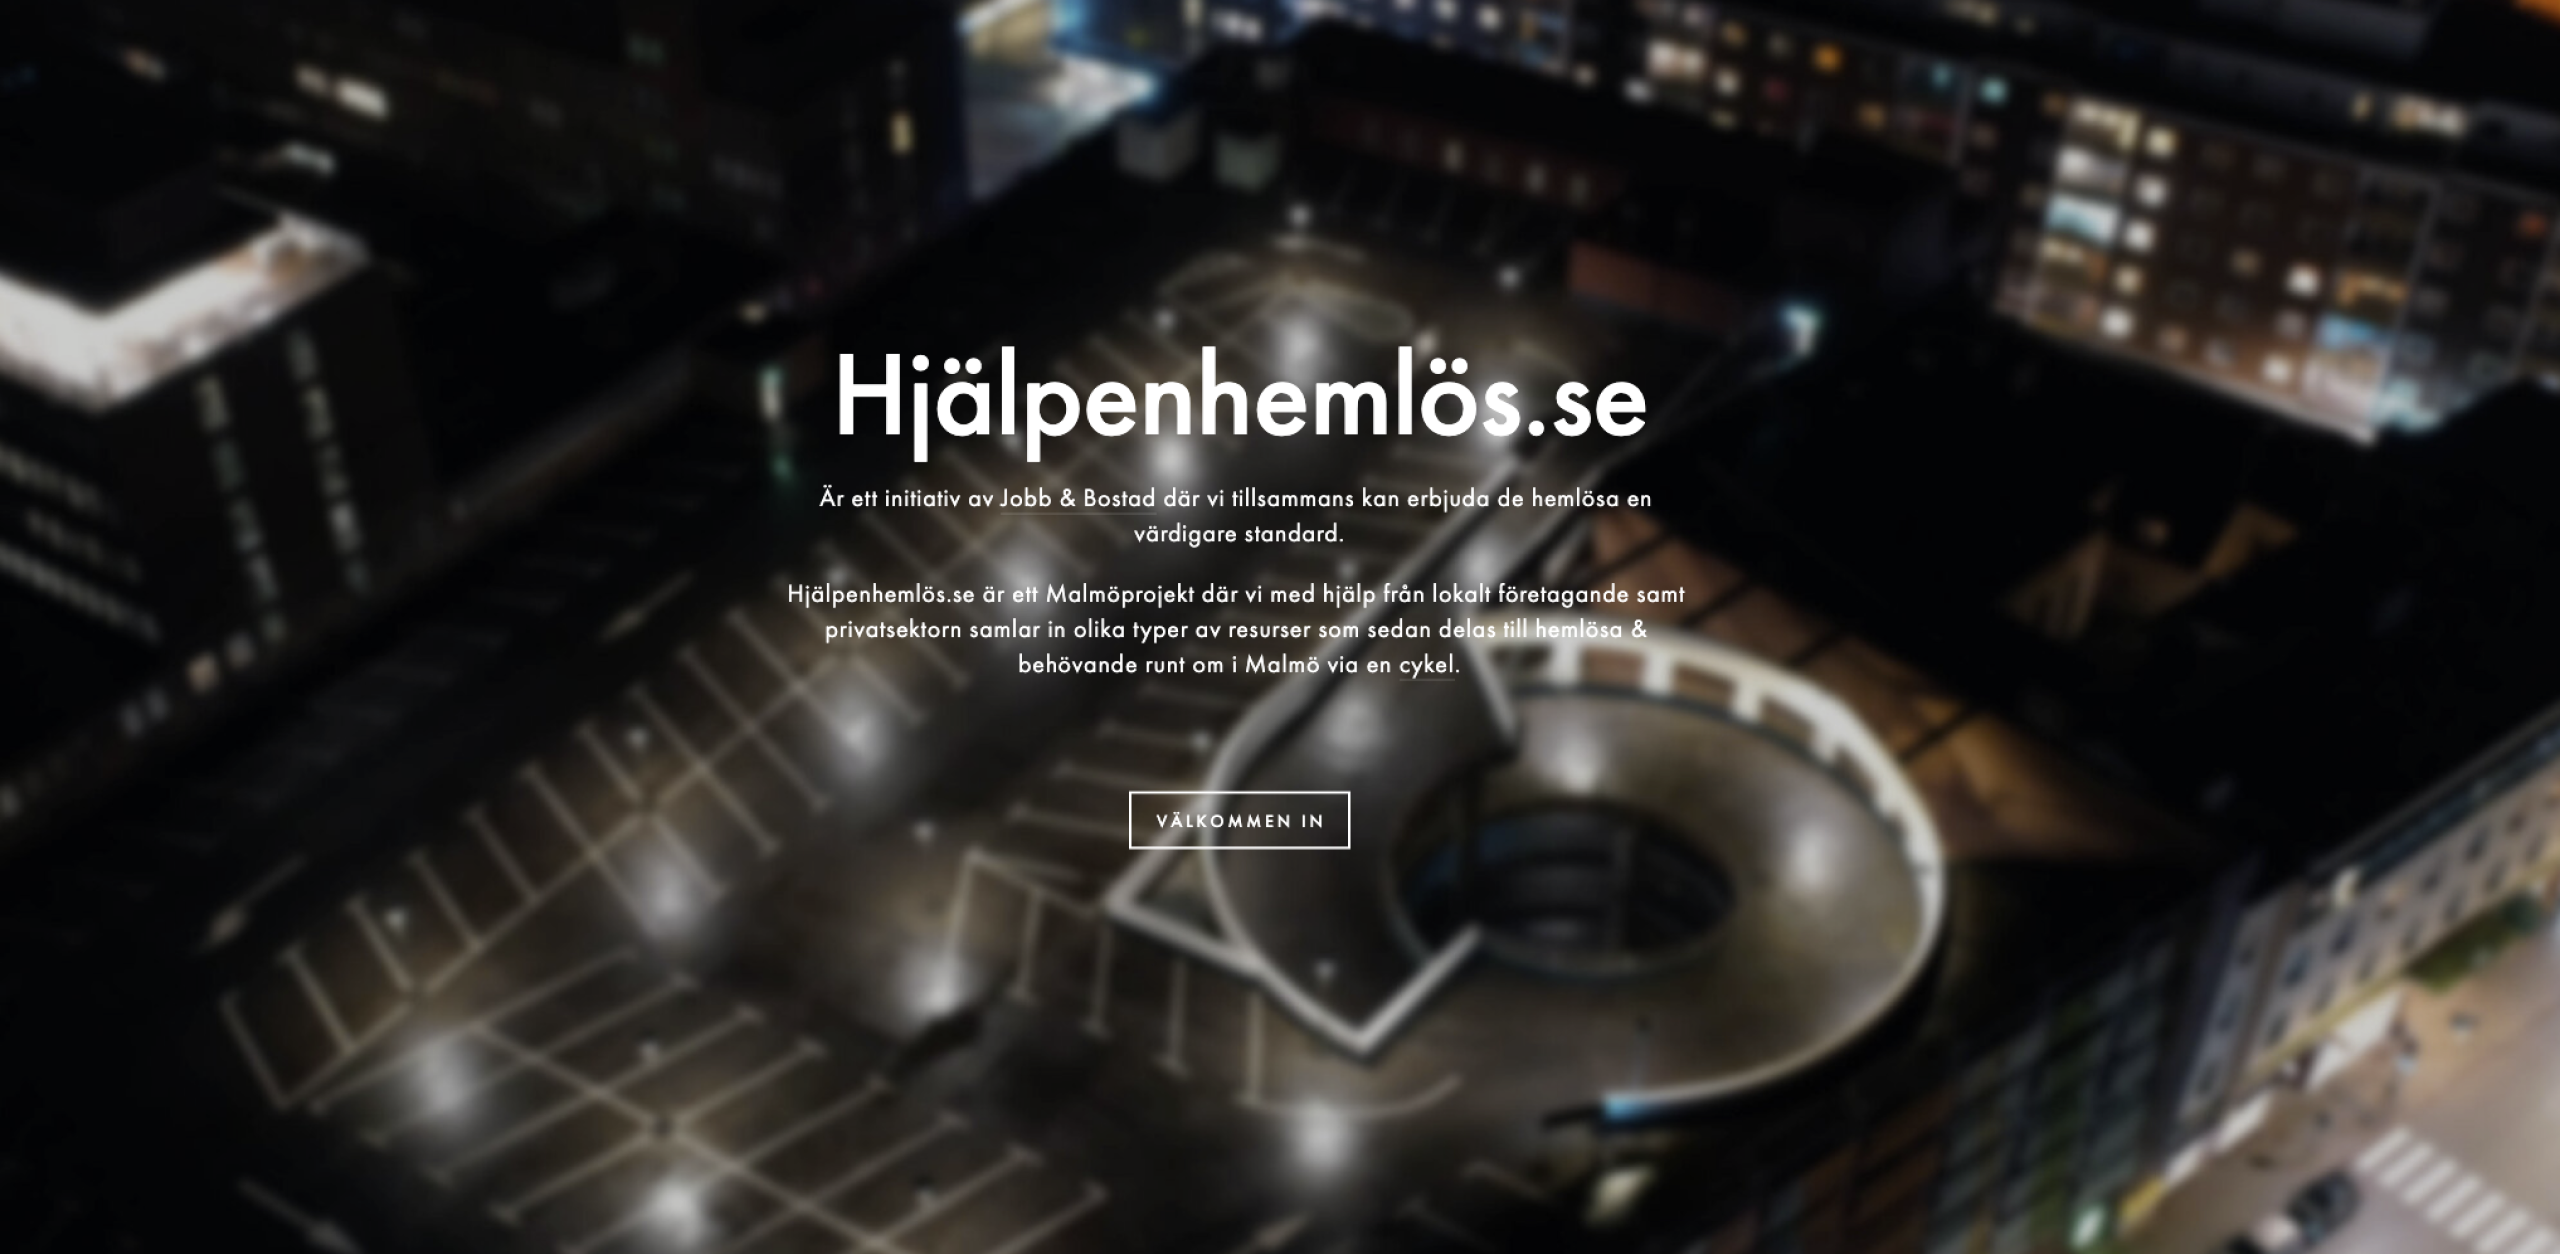 Hjälpenhemlös.se
Är ett initiativ av Jobb & Bostad där vi tillsammans kan erbjuda de hemlösa en
värdigare standard.
Hjälpenhemlös.se är ett Malmöprojekt där vi med hjälp från lokalt företagande samt
privatsektorn samlar in olika typer av resurser som sedan delas till hemlösa &
behövande runt om i Malmö via en cykel.
VÄLKOMMEN IN